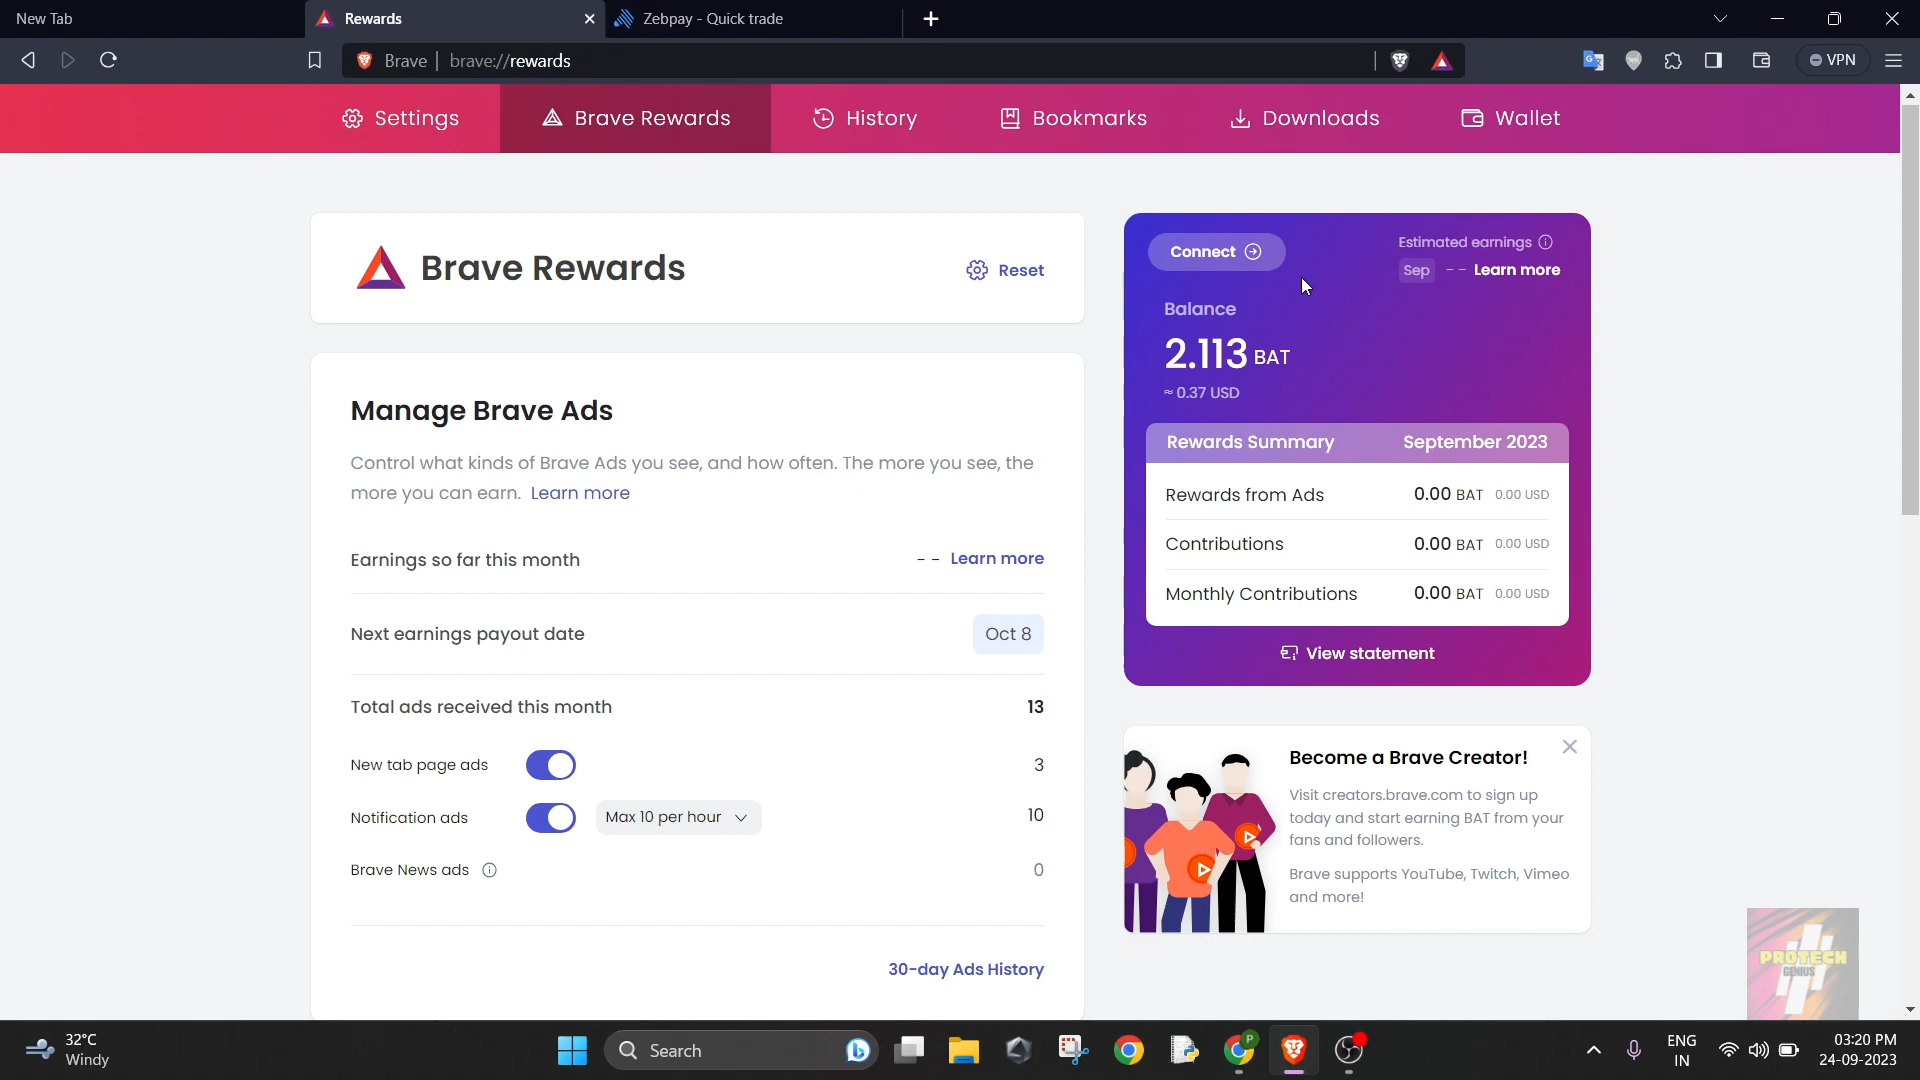 New Tab
Rewards
Zebpay - Quick trade
Brave
brave://rewards
VPN
Settings
Brave Rewards
History
Bookmarks
Downloads
Wallet
Brave Rewards
Reset
Manage Brave Ads
Control what kinds of Brave Ads you see, and how often. The more you see, the
more you can earn. Learn more
Earnings so far this month
- - Learn more
Next earnings payout date
Oct 8
Total ads received this month
13
New tab page ads
3
Notification ads
Max 10 per hour
10
Brave News ads
0
30-day Ads History
Connect
Estimated earnings
Sep - - Learn more
Balance
2.113 BAT
≈ 0.37 USD
Rewards Summary
September 2023
Rewards from Ads
0.00 BAT 0.00 USD
Contributions
0.00 BAT 0.00 USD
Monthly Contributions
0.00 BAT 0.00 USD
View statement
Become a Brave Creator!
Visit creators.brave.com to sign up
today and start earning BAT from your
fans and followers.
Brave supports YouTube, Twitch, Vimeo
and more!
PROTECH
GENIUS
32°C
Windy
Search
P
ENG
IN
03:20 PM
24-09-2023